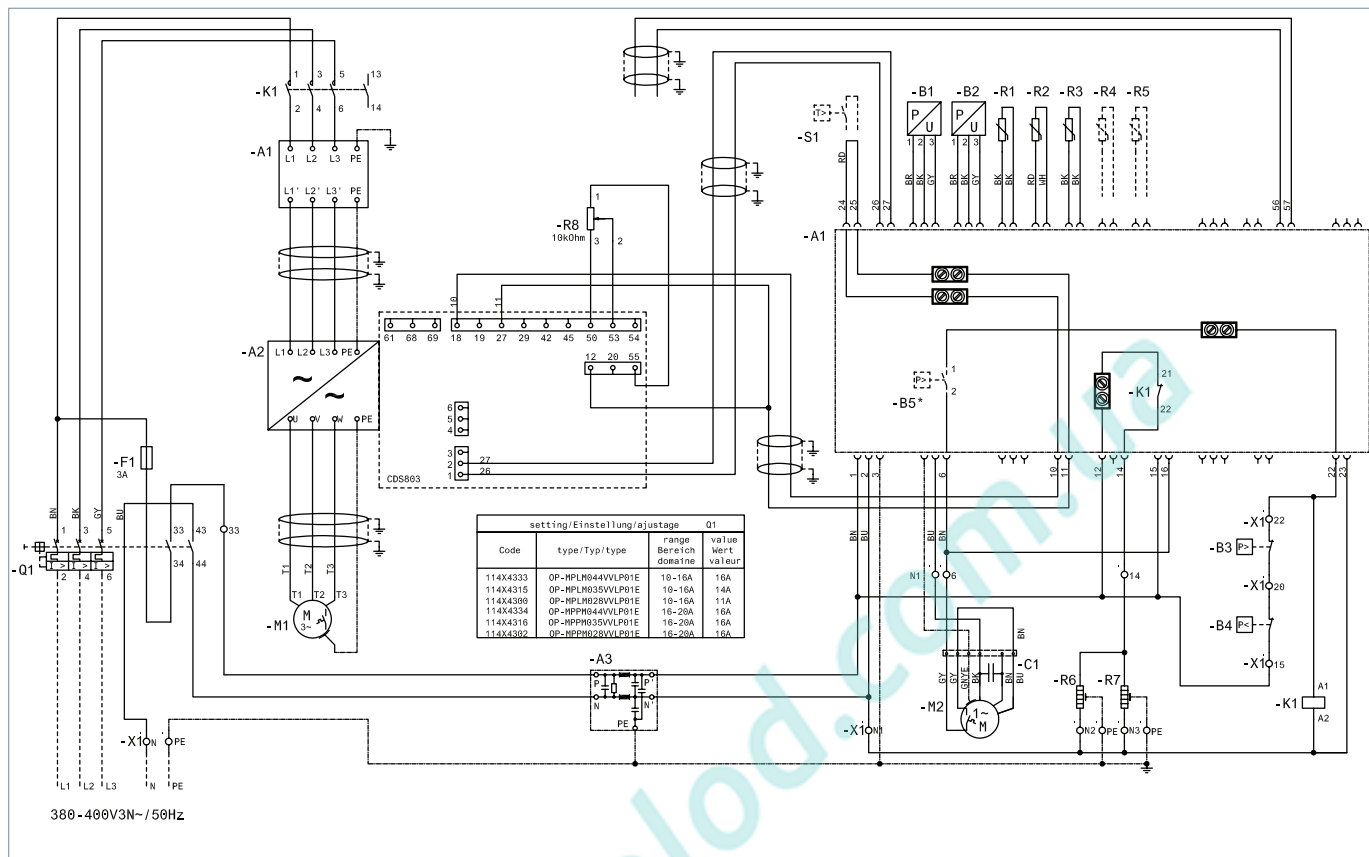 1 3 5 13
-K1
2 4 6 14
-A1
L1 L2 L3 PE
L1' L2' L3' PE
-A2
L1 L2 L3 PE
~
~
U V W PE
T1 T2 T3
T1 T2 T3
M
3~
-M1
-F1
3A
BN BK GY BU
1 3 5 33 43 33
-Q1
I> I> I>
2 4 6 34 44
-X1 N PE
L1 L2 L3 N PE
380-400V3N~/50Hz
1
-R8
10kOhm
3 2
10 11
61 68 69 18 19 27 29 42 45 50 53 54
12 20 55
6
5
4
3
2 27
1 26
CDS803
setting/Einstellung/ajustage Q1
Code type/Typ/type range Bereich domaine value Wert valeur
114X4333 OP-MPLM044VVLP01E 10-16A 16A
114X4315 OP-MPLM035VVLP01E 10-16A 14A
114X4300 OP-MPLM028VVLP01E 10-16A 11A
114X4334 OP-MPPM044VVLP01E 16-20A 16A
114X4316 OP-MPPM035VVLP01E 16-20A 16A
114X4302 OP-MPPM028VVLP01E 16-20A 16A
-A3
P P'
N N'
PE
-S1
T>
RD
-B1 -B2 -R1 -R2 -R3 -R4 -R5
P U P U
1 2 3 1 2 3
BR BK GY BR BK GY BK BK RD WH BK BK
24 25 26 27 56 57
-A1
P>
1
2
-B5*
21
-K1
22
1 2 3 6 10 11 12 14 15 16 22 23
BN BU BU BN
N1 6 14
-C1
GY GY GNYE BK BN BU
BN
-M2
1~
M
-X1 N1
-R6 -R7
N2 PE N3 PE
-X1 22
-B3 P>
-X1 20
-B4 P<
-X1 15
-K1
A1
A2
lod.com.ua